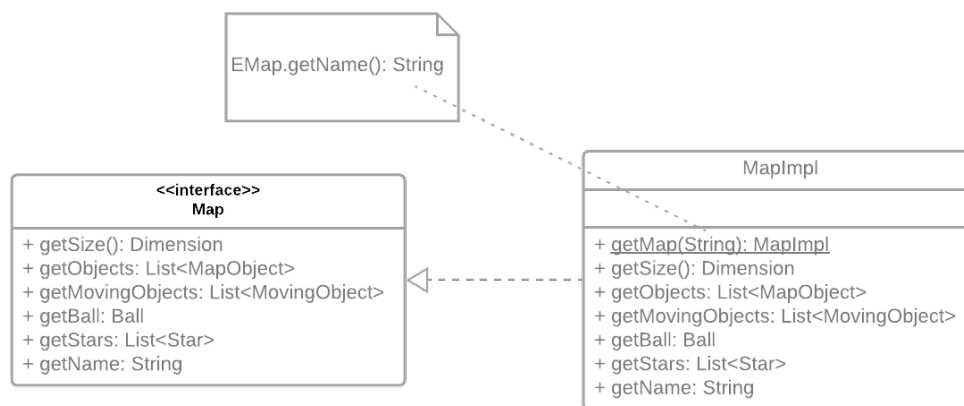 EMap.getName(): String
<<interface>>
Map
+ getSize(): Dimension
+ getObjects: List<MapObject>
+ getMovingObjects: List<MovingObject>
+ getBall: Ball
+ getStars: List<Star>
+ getName: String
MapImpl
+ getMap(String): MapImpl
+ getSize(): Dimension
+ getObjects: List<MapObject>
+ getMovingObjects: List<MovingObject>
+ getBall: Ball
+ getStars: List<Star>
+ getName: String